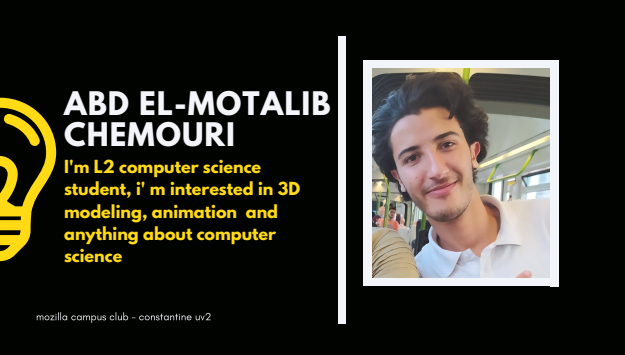 ABD EL-MOTALIB
CHEMOURI
I'm L2 computer science
student, i' m interested in 3D
modeling, animation  and
anything about computer
science
mozilla campus club - constantine uv2